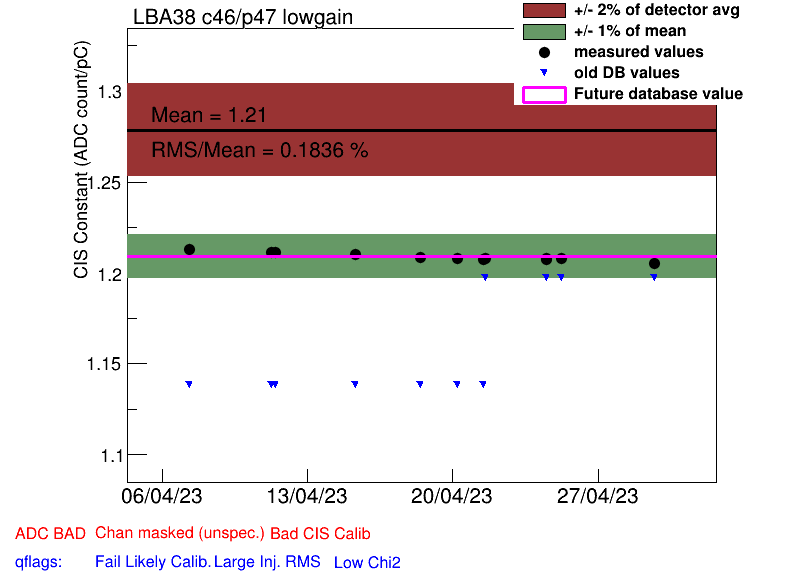 LBA38 c46/p47 lowgain
+/- 2% of detector avg
+/- 1% of mean
measured values
old DB values
Future database value
CIS Constant (ADC count/pC)
1.3
1.25
1.2
1.15
1.1
Mean = 1.21
RMS/Mean = 0.1836 %
06/04/23 13/04/23 20/04/23 27/04/23
ADC BAD Chan masked (unspec.) Bad CIS Calib
qflags: Fail Likely Calib. Large Inj. RMS Low Chi2